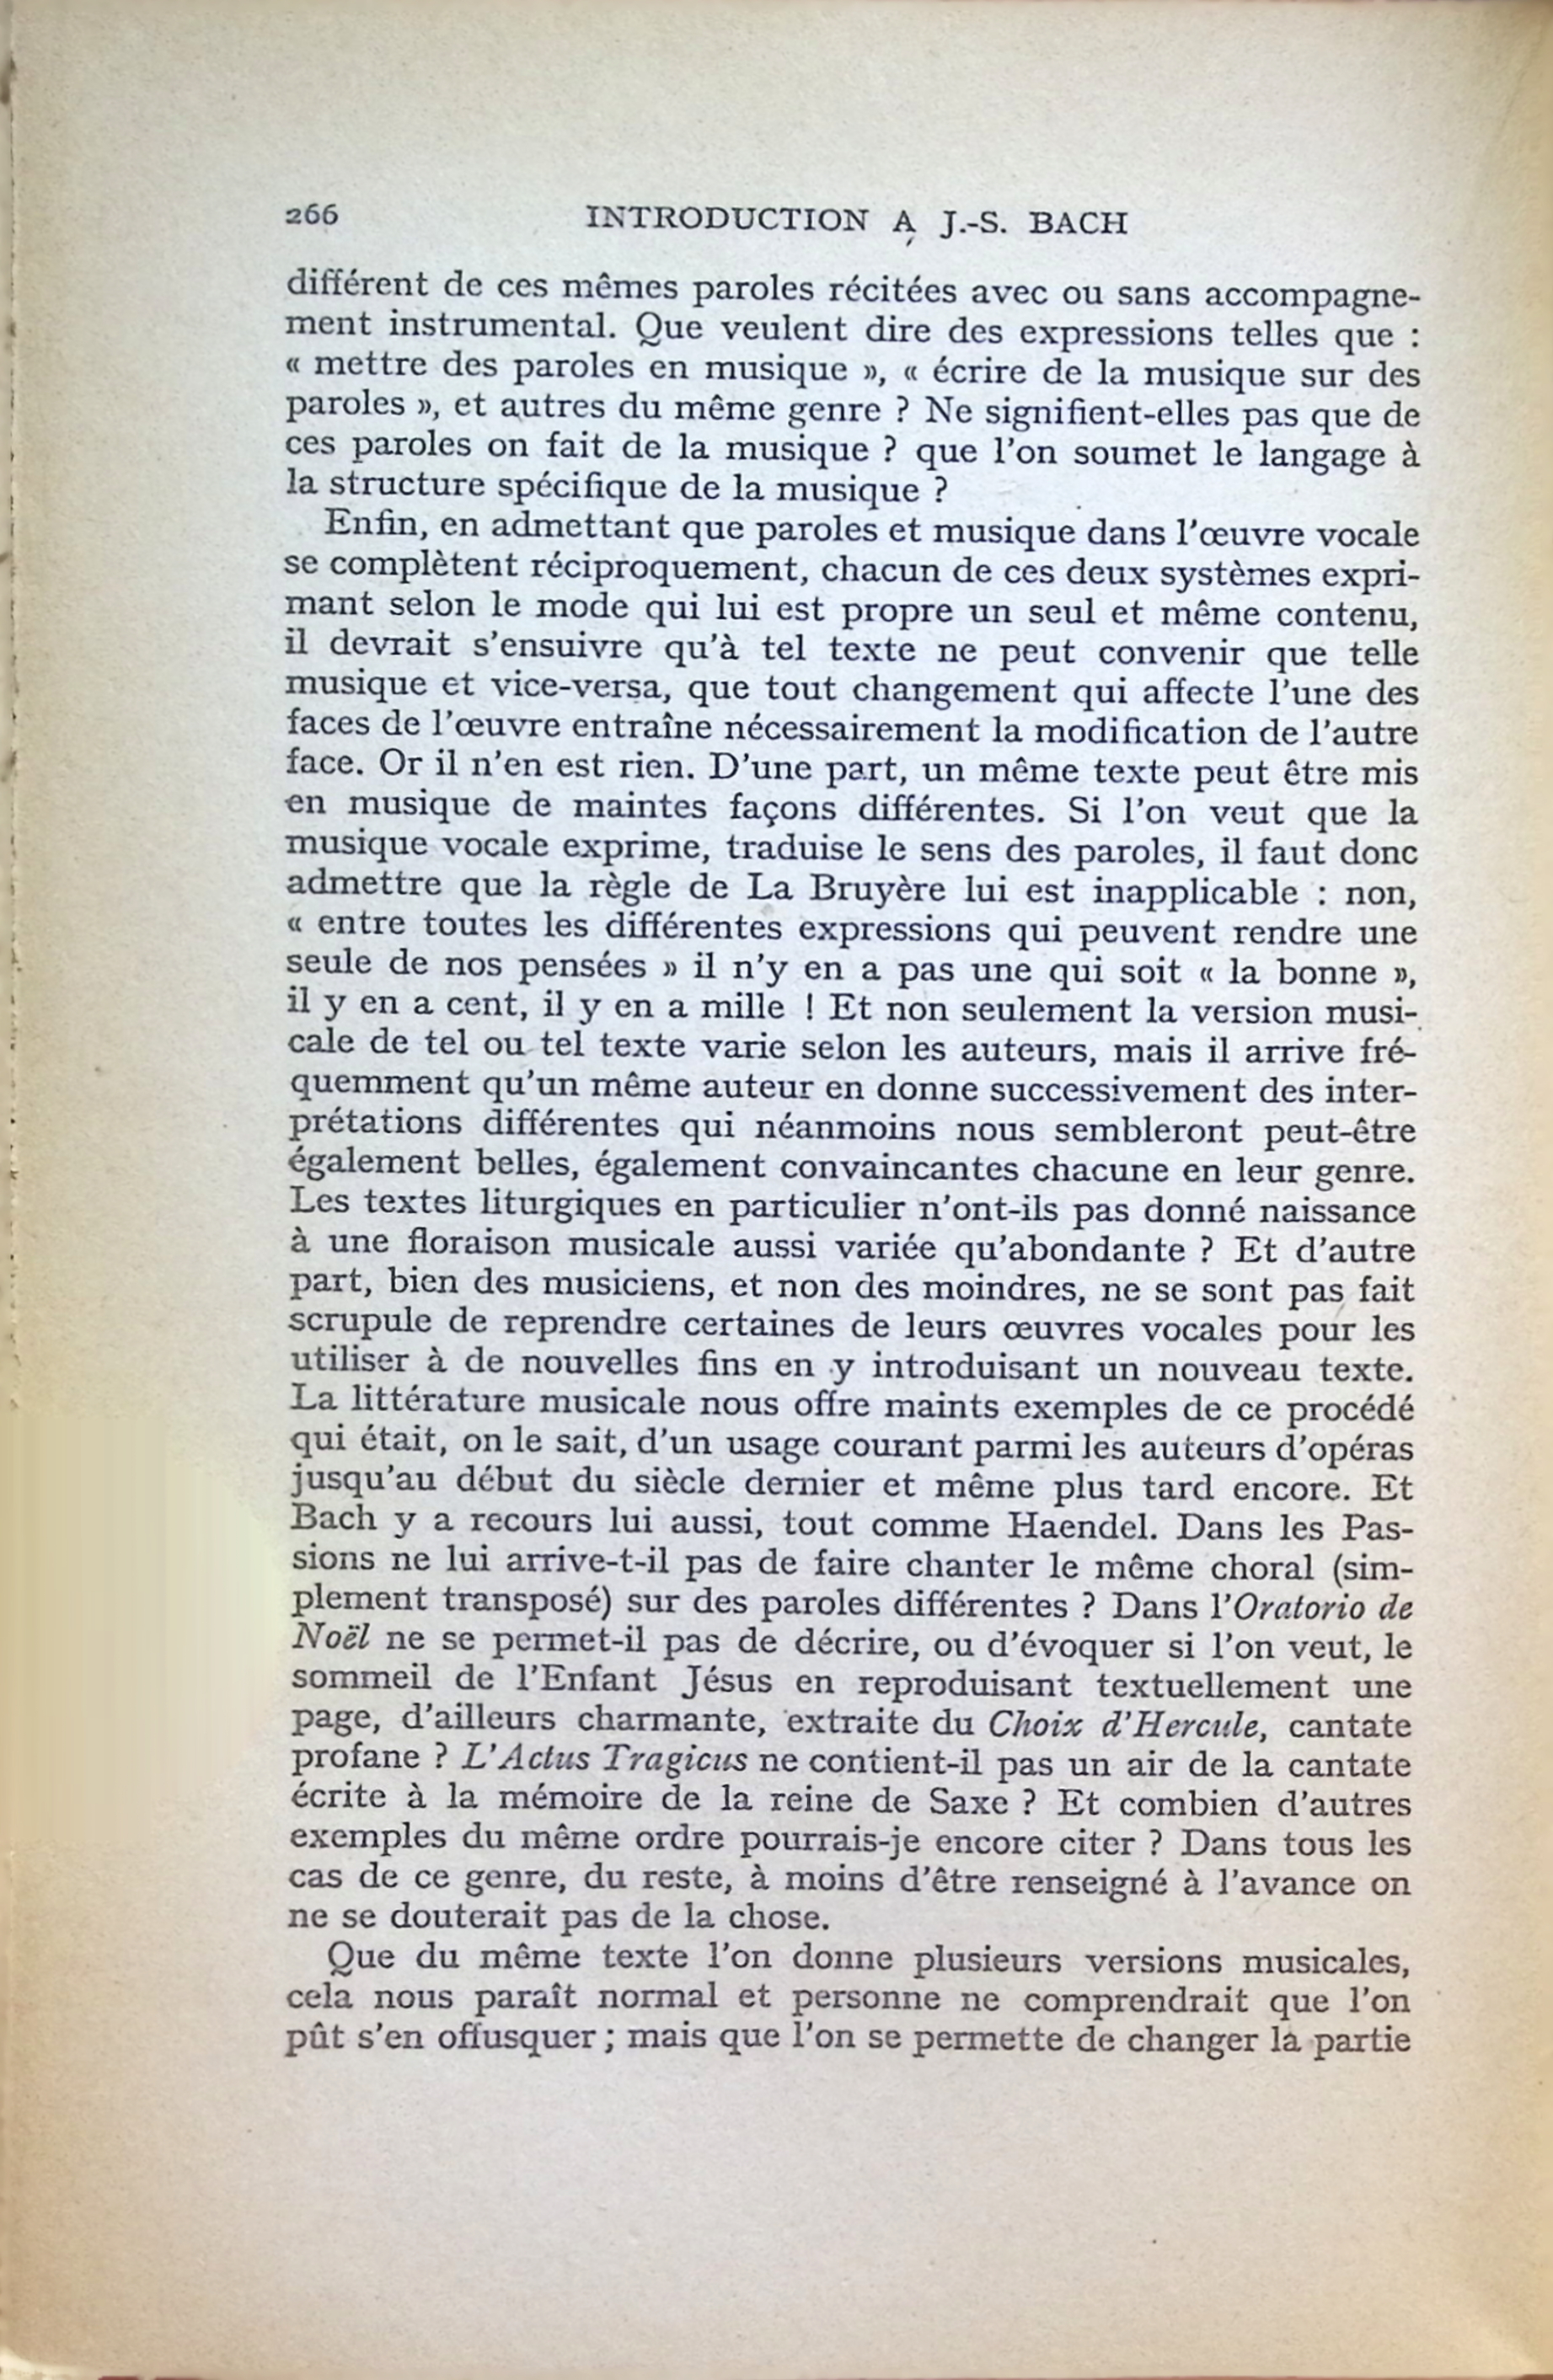 266
INTRODUCTION A J.-S. BACH
différent de ces mêmes paroles récitées avec ou sans accompagne-
ment instrumental. Que veulent dire des expressions telles que :
« mettre des paroles en musique », « écrire de la musique sur des
paroles », et autres du même genre ? Ne signifient-elles pas que de
ces paroles on fait de la musique ? que l'on soumet le langage à
la structure spécifique de la musique ?
Enfin, en admettant que paroles et musique dans l'œuvre vocale
se complètent réciproquement, chacun de ces deux systèmes expri-
mant selon le mode qui lui est propre un seul et même contenu,
il devrait s'ensuivre qu'à tel texte ne peut convenir que telle
musique et vice-versa, que tout changement qui affecte l'une des
faces de l'œuvre entraîne nécessairement la modification de l'autre
face. Or il n'en est rien. D'une part, un même texte peut être mis
en musique de maintes façons différentes. Si l'on veut que la
musique vocale exprime, traduise le sens des paroles, il faut donc
admettre que la règle de La Bruyère lui est inapplicable : non,
« entre toutes les différentes expressions qui peuvent rendre une
seule de nos pensées » il n'y en a pas une qui soit « la bonne »,
il y en a cent, il y en a mille ! Et non seulement la version musi-
cale de tel ou tel texte varie selon les auteurs, mais il arrive fré-
quemment qu'un même auteur en donne successivement des inter-
prétations différentes qui néanmoins nous sembleront peut-être
également belles, également convaincantes chacune en leur genre.
Les textes liturgiques en particulier n'ont-ils pas donné naissance
à une floraison musicale aussi variée qu'abondante ? Et d'autre
part, bien des musiciens, et non des moindres, ne se sont pas fait
scrupule de reprendre certaines de leurs œuvres vocales pour les
utiliser à de nouvelles fins en y introduisant un nouveau texte.
La littérature musicale nous offre maints exemples de ce procédé
qui était, on le sait, d'un usage courant parmi les auteurs d'opéras
jusqu'au début du siècle dernier et même plus tard encore. Et
Bach y a recours lui aussi, tout comme Haendel. Dans les Pas-
sions ne lui arrive-t-il pas de faire chanter le même choral (sim-
plement transposé) sur des paroles différentes ? Dans l'Oratorio de
Noël ne se permet-il pas de décrire, ou d'évoquer si l'on veut, le
sommeil de l'Enfant Jésus en reproduisant textuellement une
page, d'ailleurs charmante, extraite du Choix d'Hercule, cantate
profane ? L'Actus Tragicus ne contient-il pas un air de la cantate
écrite à la mémoire de la reine de Saxe ? Et combien d'autres
exemples du même ordre pourrais-je encore citer ? Dans tous les
cas de ce genre, du reste, à moins d'être renseigné à l'avance on
ne se douterait pas de la chose.
Que du même texte l'on donne plusieurs versions musicales,
cela nous paraît normal et personne ne comprendrait que l'on
pût s'en offusquer ; mais que l'on se permette de changer la partie